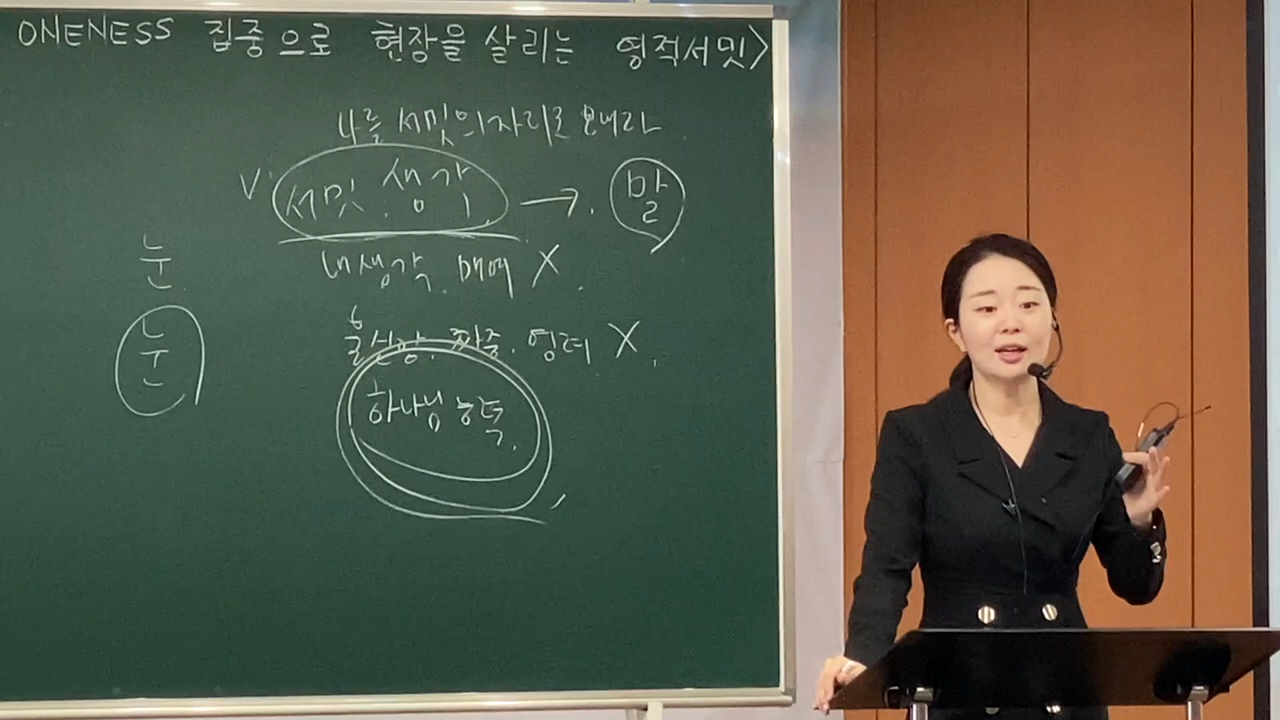 ONENESS 집중으로 현장을 살리는 영적서밋>
나를 서밋의자리로 보내라
V 서밋 생각 → 말
눈
내생각. 매여 X.
불신앙. 짜증. 염려 X.
눈
하나님 능력.